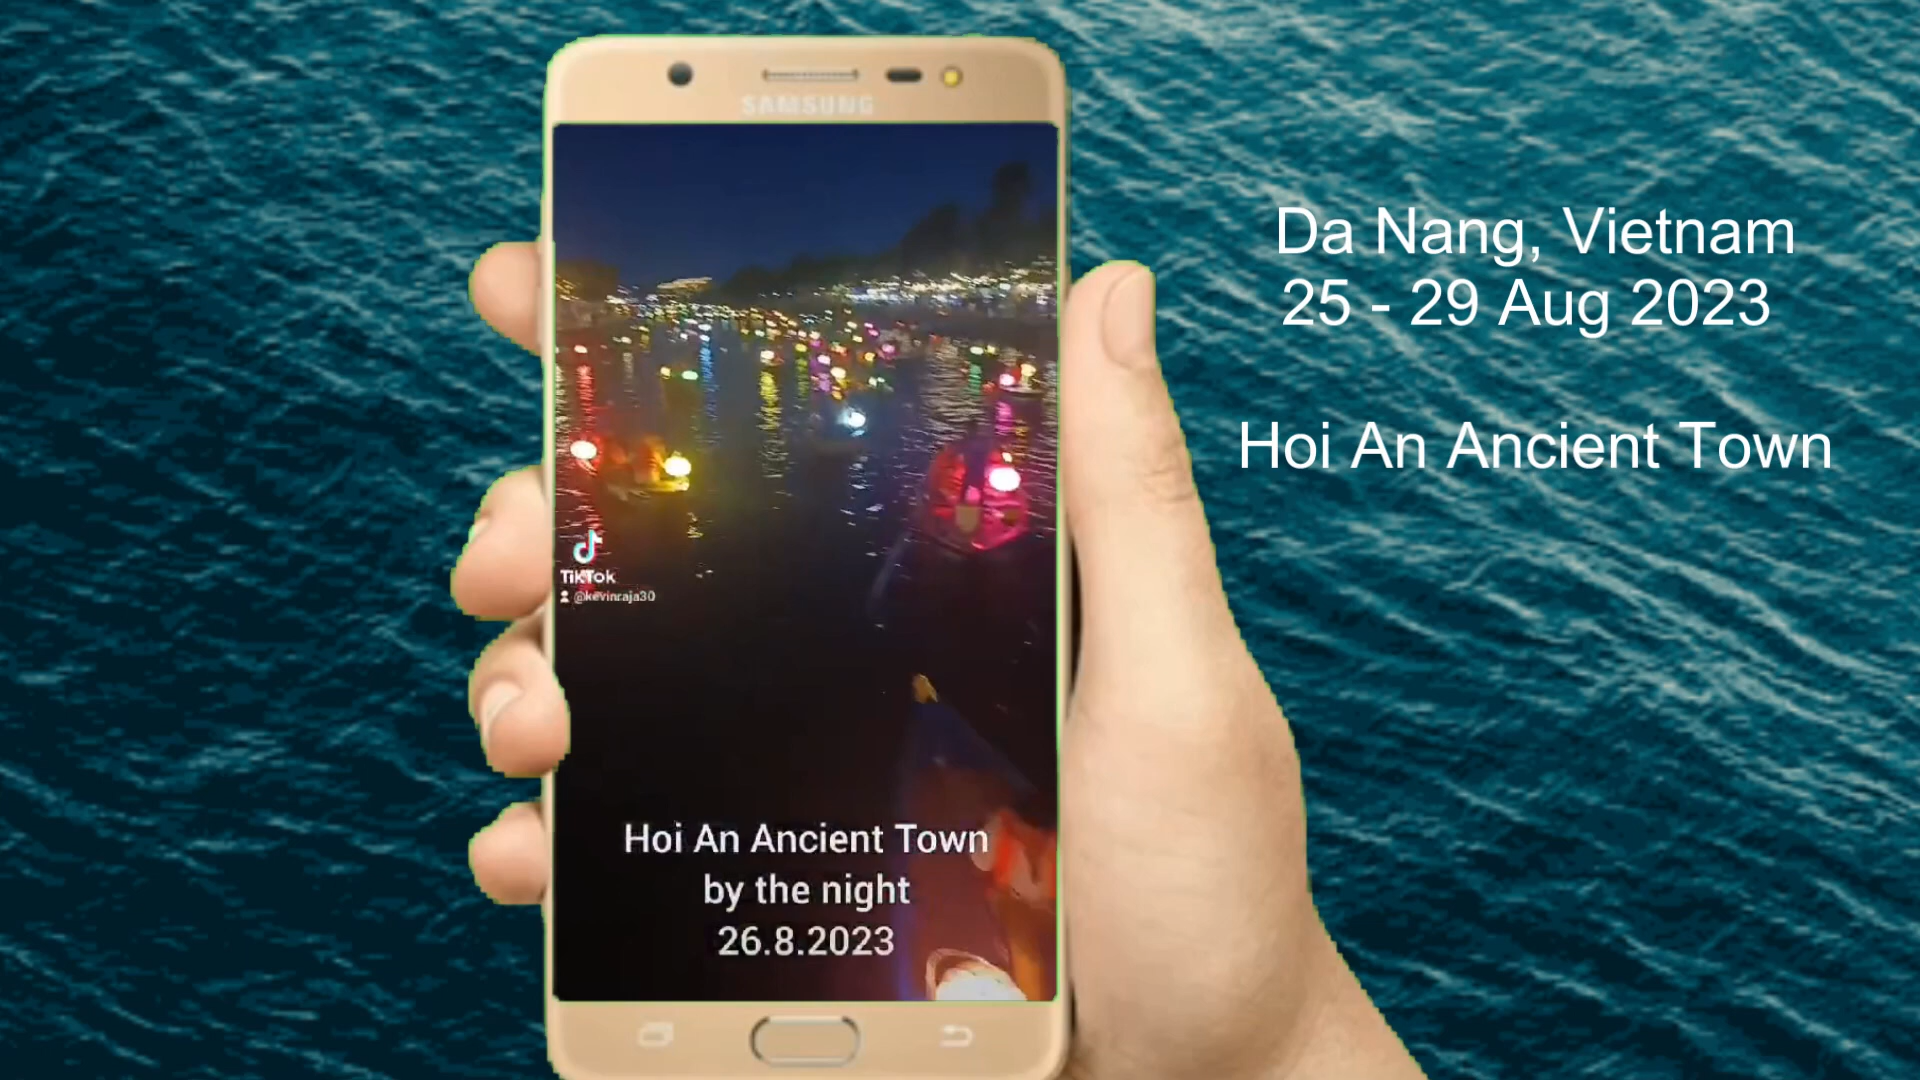 SAMSUNG
Da Nang, Vietnam
25 - 29 Aug 2023
Hoi An Ancient Town
TikTok
@kevinraja30
Hoi An Ancient Town
by the night
26.8.2023